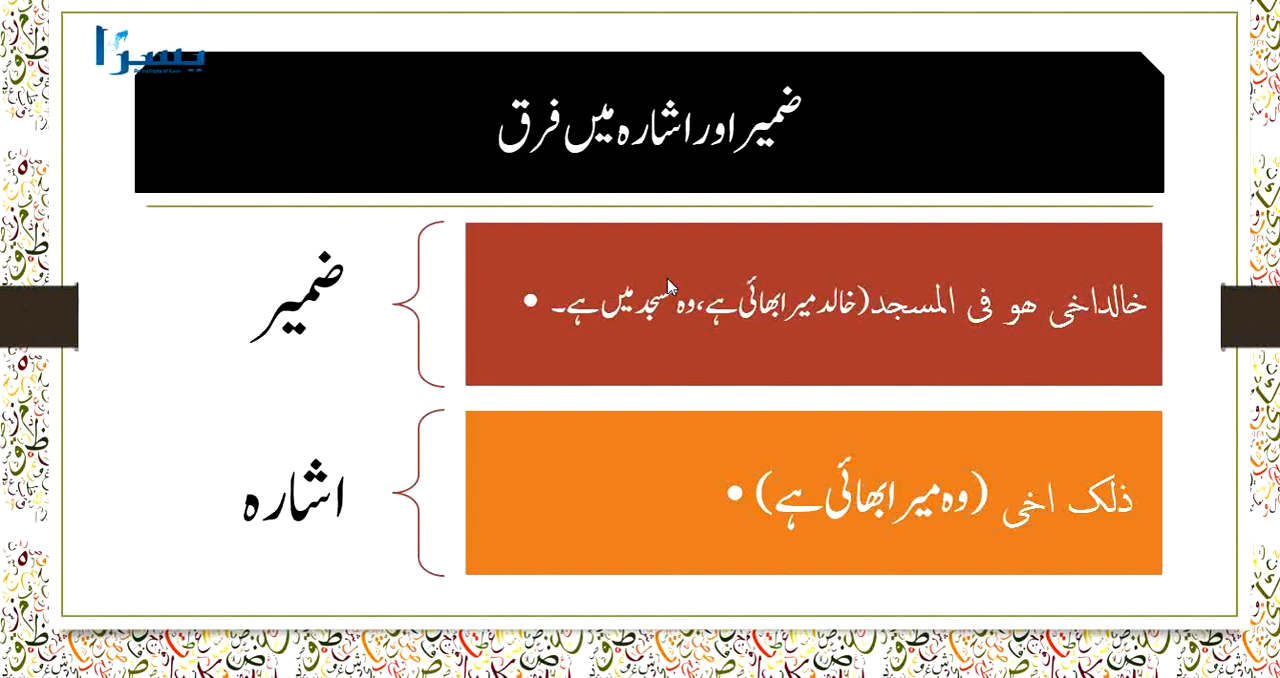 یسرا
ضمیر اور اشارہ میں فرق
ضمیر
خالد اخی ھو فی المسجد(خالد میرا بھائی ہے، وہ مسجد میں ہے۔ •
اشارہ
ذلک اخی (وہ میرا بھائی ہے) •